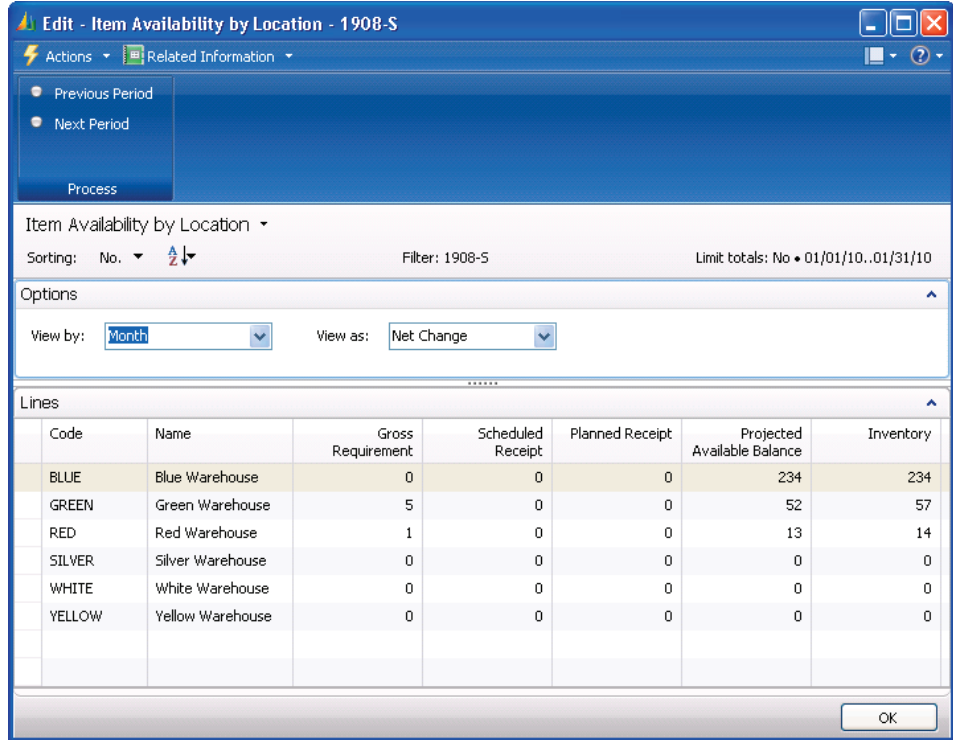 Edit - Item Availability by Location - 1908-S
Actions Related Information
Previous Period
Next Period
Process
Item Availability by Location
Sorting: No. Filter: 1908-S Limit totals: No • 01/01/10..01/31/10
Options
View by: Month View as: Net Change
Lines
Code Name Gross Requirement Scheduled Receipt Planned Receipt Projected Available Balance Inventory
BLUE Blue Warehouse 0 0 0 234 234
GREEN Green Warehouse 5 0 0 52 57
RED Red Warehouse 1 0 0 13 14
SILVER Silver Warehouse 0 0 0 0 0
WHITE White Warehouse 0 0 0 0 0
YELLOW Yellow Warehouse 0 0 0 0 0
OK